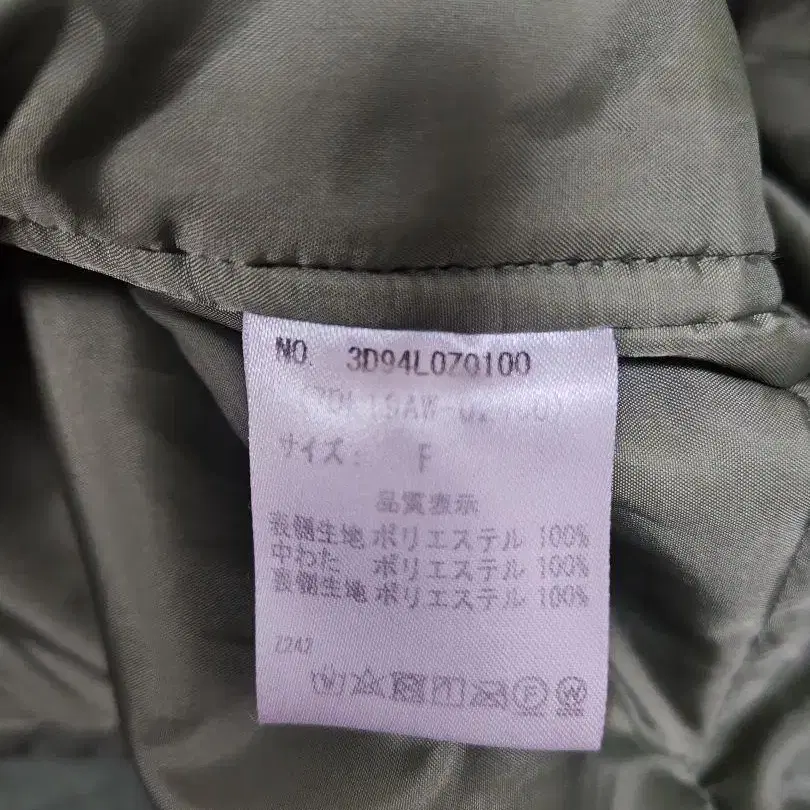 NO. 3D94L070100
サイズ: F
品質表示
表側生地 ポリエステル 100%
中わた ポリエステル 100%
表側生地 ポリエステル 100%
Z242